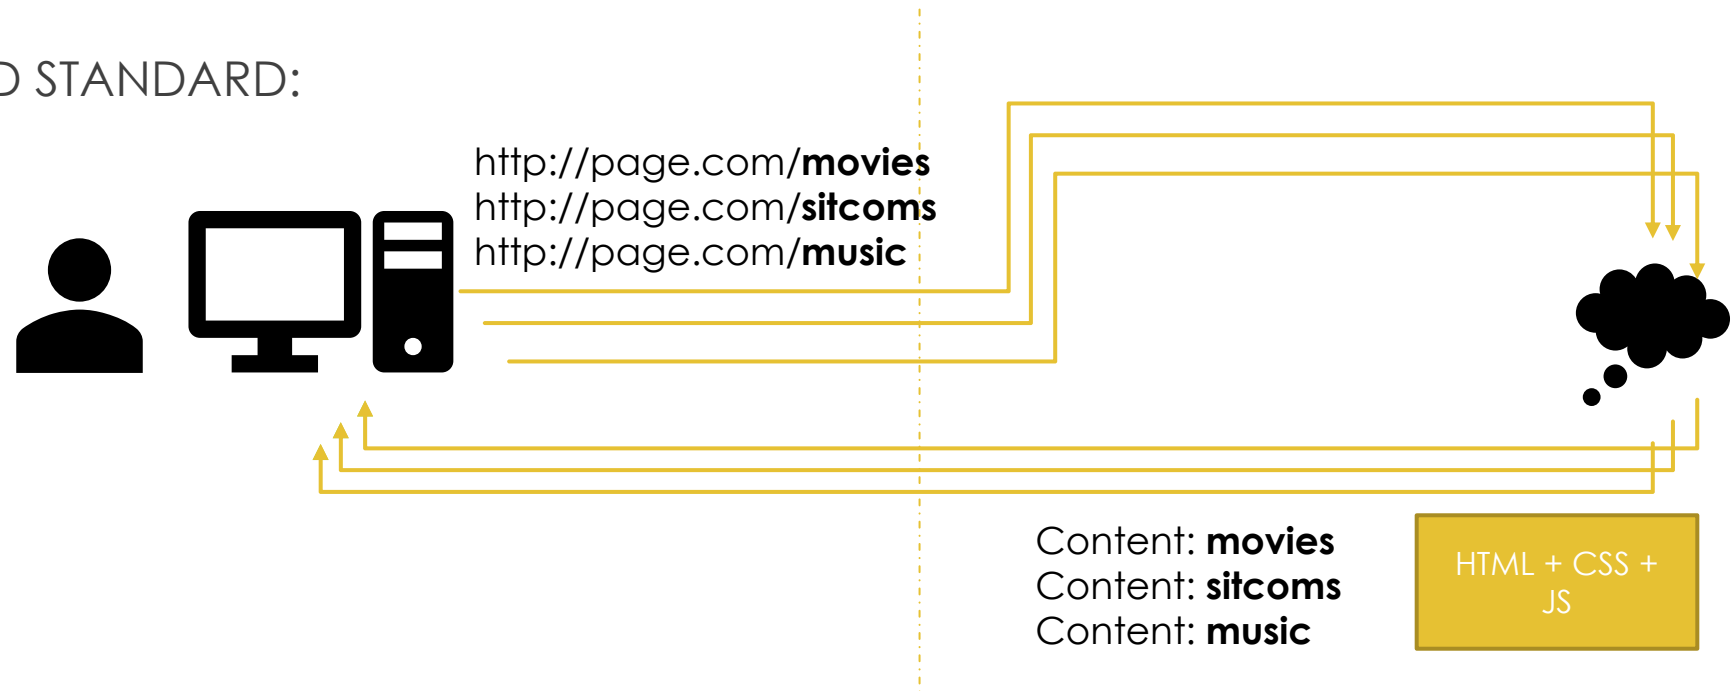 D STANDARD:
http://page.com/movies
http://page.com/sitcoms
http://page.com/music
Content: movies
Content: sitcoms
Content: music
HTML + CSS +
JS